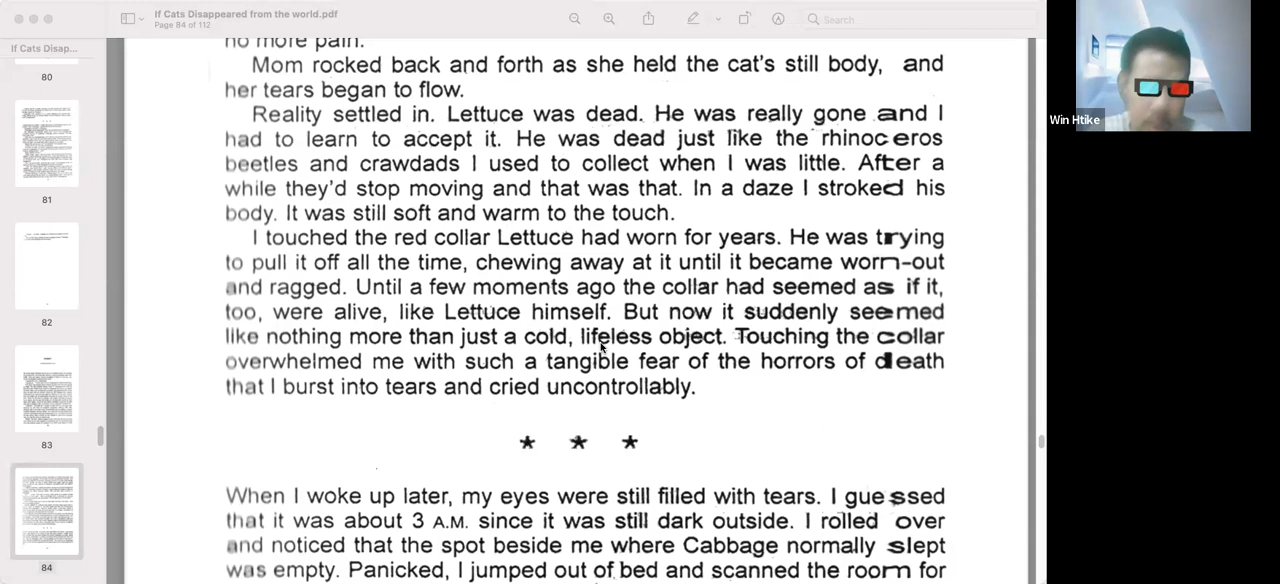 If Cats Disappeared from the world.pdf
Page 84 of 112
Search
If Cats Disap...
80
81
82
83
84
no more pain.
Mom rocked back and forth as she held the cat's still body, and
her tears began to flow.
Reality settled in. Lettuce was dead. He was really gone and I
had to learn to accept it. He was dead just like the rhinoceros
beetles and crawdads I used to collect when I was little. After a
while they'd stop moving and that was that. In a daze I stroked his
body. It was still soft and warm to the touch.
I touched the red collar Lettuce had worn for years. He was trying
to pull it off all the time, chewing away at it until it became worn-out
and ragged. Until a few moments ago the collar had seemed as if it,
too, were alive, like Lettuce himself. But now it suddenly seemed
like nothing more than just a cold, lifeless object. Touching the collar
overwhelmed me with such a tangible fear of the horrors of death
that I burst into tears and cried uncontrollably.
* * *
When I woke up later, my eyes were still filled with tears. I guessed
that it was about 3 A.M. since it was still dark outside. I rolled over
and noticed that the spot beside me where Cabbage normally slept
was empty. Panicked, I jumped out of bed and scanned the room for
Win Htike